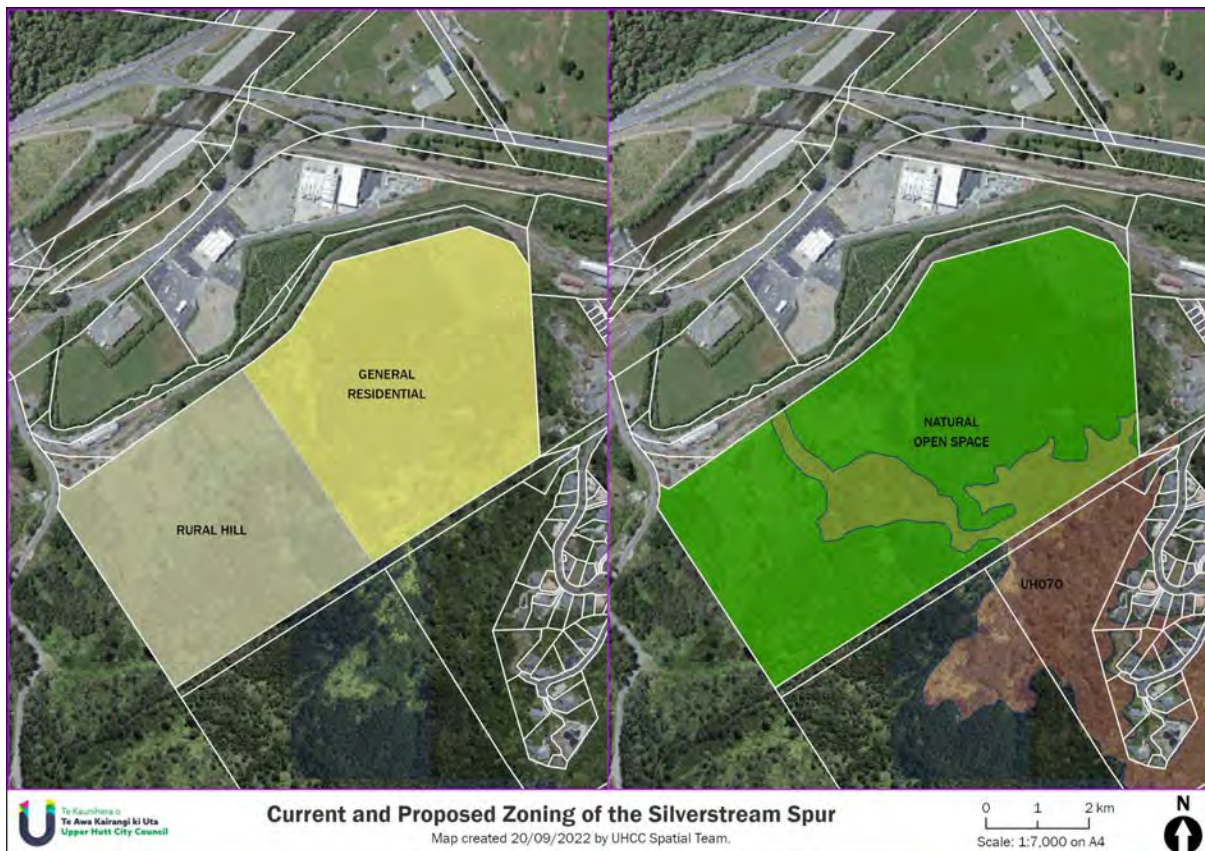 GENERAL
RESIDENTIAL
RURAL HILL
NATURAL
OPEN SPACE
UH070
Te Kaunihera o
Te Awa Kairangi ki Uta
Upper Hutt City Council
Current and Proposed Zoning of the Silverstream Spur
Map created 20/09/2022 by UHCC Spatial Team.
0 1 2 km
Scale: 1:7,000 on A4
N